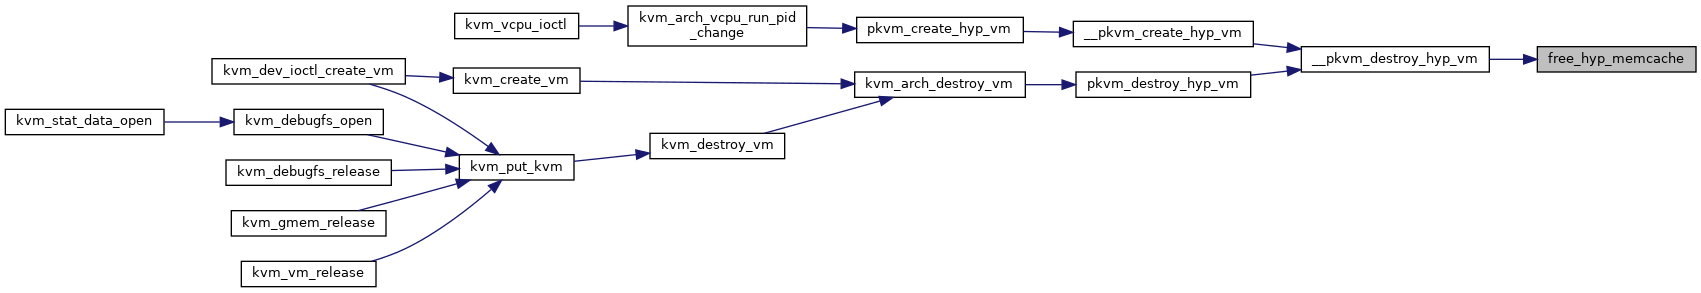 kvm_vcpu_ioctl
kvm_arch_vcpu_run_pid
_change
pkvm_create_hyp_vm
__pkvm_create_hyp_vm
__pkvm_destroy_hyp_vm
free_hyp_memcache
kvm_dev_ioctl_create_vm
kvm_create_vm
kvm_arch_destroy_vm
pkvm_destroy_hyp_vm
kvm_stat_data_open
kvm_debugfs_open
kvm_destroy_vm
kvm_debugfs_release
kvm_put_kvm
kvm_gmem_release
kvm_vm_release